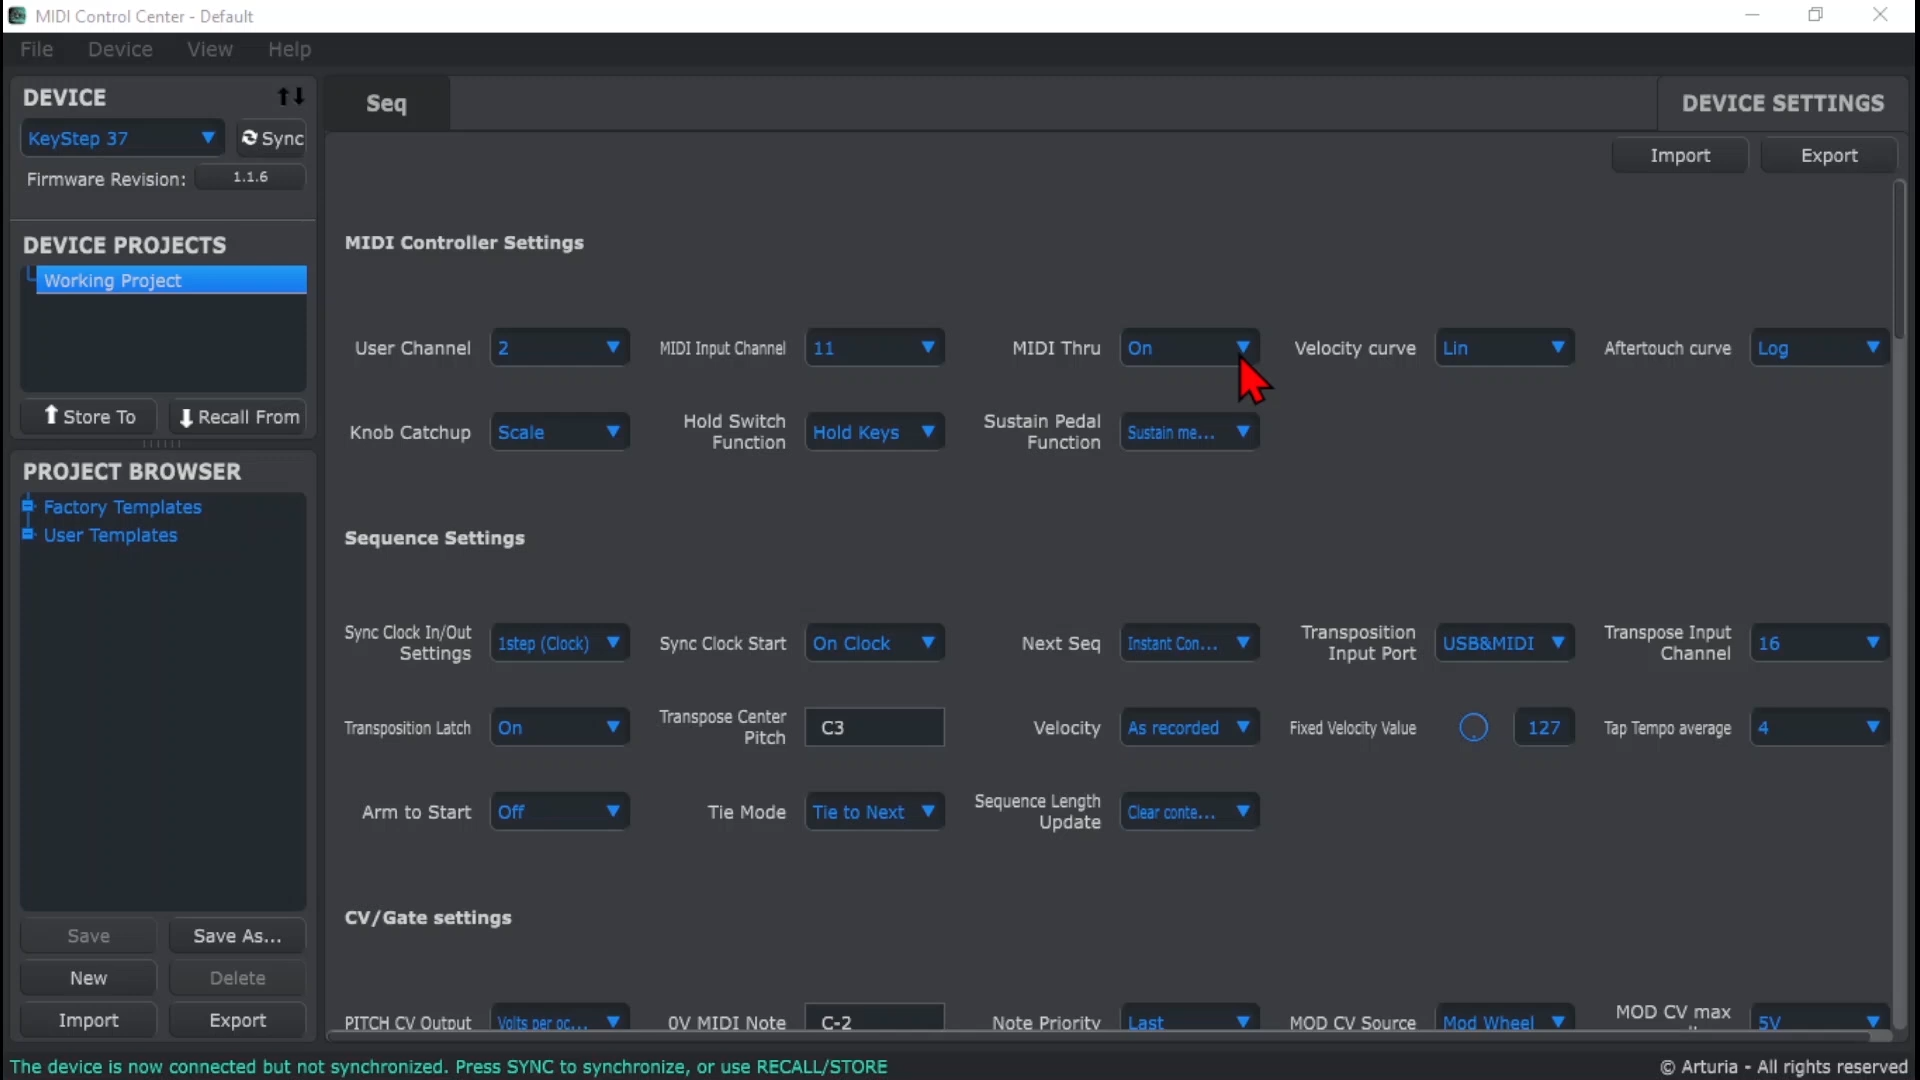 MIDI Control Center - Default
File Device View Help
DEVICE
KeyStep 37
Sync
Firmware Revision: 1.1.6
DEVICE PROJECTS
Working Project
Store To
Recall From
PROJECT BROWSER
Factory Templates
User Templates
Save
Save As...
New
Delete
Import
Export
Seq
DEVICE SETTINGS
Import
Export
MIDI Controller Settings
User Channel 2
MIDI Input Channel 11
MIDI Thru On
Velocity curve Lin
Aftertouch curve Log
Knob Catchup Scale
Hold Switch
Function
Hold Keys
Sustain Pedal
Function
Sustain me...
Sequence Settings
Sync Clock In/Out
Settings
1step (Clock)
Sync Clock Start On Clock
Next Seq Instant Con...
Transposition
Input Port
USB&MIDI
Transpose Input
Channel
16
Transposition Latch On
Transpose Center
Pitch
C3
Velocity As recorded
Fixed Velocity Value 127
Tap Tempo average 4
Arm to Start Off
Tie Mode Tie to Next
Sequence Length
Update
Clear conte...
CV/Gate settings
PITCH CV Output Volts per oc...
0V MIDI Note C-2
Note Priority Last
MOD CV Source Mod Wheel
MOD CV max
5V
The device is now connected but not synchronized. Press SYNC to synchronize, or use RECALL/STORE
© Arturia - All rights reserved